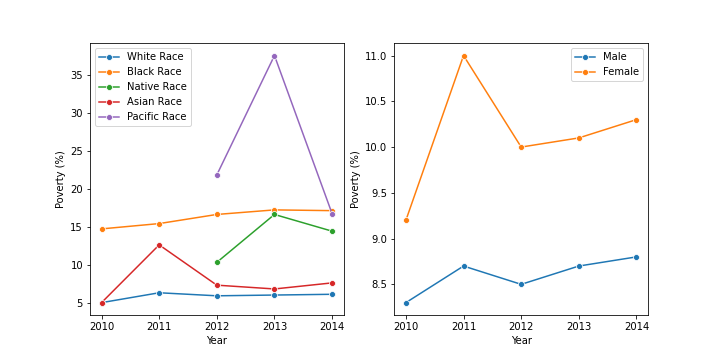 White Race
Black Race
Native Race
Asian Race
Pacific Race
35
30
25
20
15
10
5
Poverty (%)
2010 2011 2012 2013 2014
Year
Male
Female
11.0
10.5
10.0
9.5
9.0
8.5
Poverty (%)
2010 2011 2012 2013 2014
Year